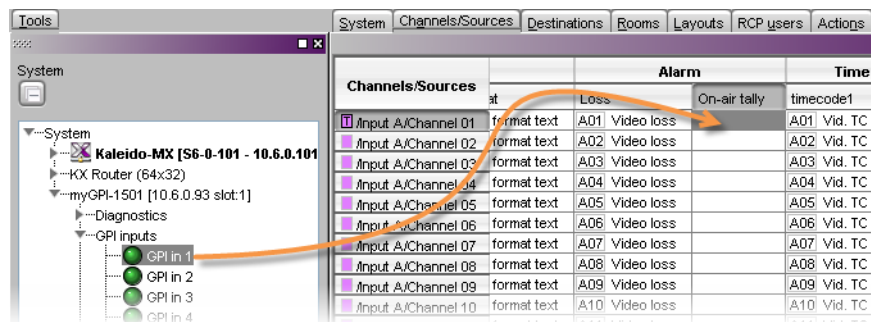 Tools
System
System
Kaleido-MX [S6-0-101 - 10.6.0.101
KX Router (64x32)
myGPI-1501 [10.6.0.93 slot:1]
Diagnostics
GPI inputs
GPI in 1
GPI in 2
GPI in 3
GPI in 4
System Channels/Sources Destinations Rooms Layouts RCP users Actions
Channels/Sources Alarm Time
at Loss On-air tally timecode1
T /Input A/Channel 01 format text A01 Video loss A01 Vid. TC
/Input A/Channel 02 format text A02 Video loss A02 Vid. TC
/Input A/Channel 03 format text A03 Video loss A03 Vid. TC
/Input A/Channel 04 format text A04 Video loss A04 Vid. TC
/Input A/Channel 05 format text A05 Video loss A05 Vid. TC
/Input A/Channel 06 format text A06 Video loss A06 Vid. TC
/Input A/Channel 07 format text A07 Video loss A07 Vid. TC
/Input A/Channel 08 format text A08 Video loss A08 Vid. TC
/Input A/Channel 09 format text A09 Video loss A09 Vid. TC
/Input A/Channel 10 format text A10 Video loss A10 Vid. TC